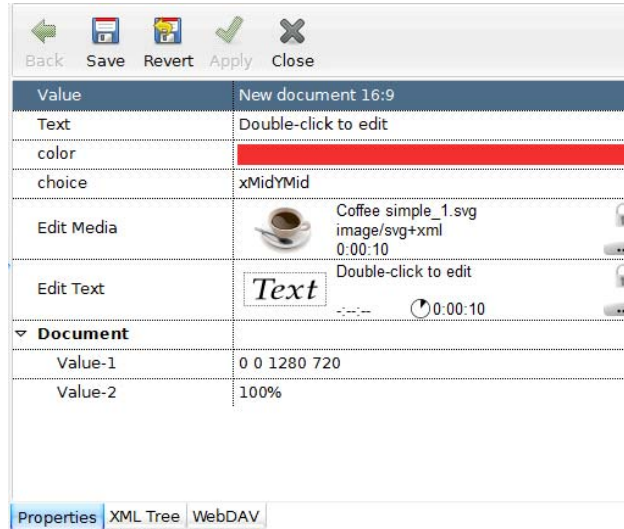 Back Save Revert Apply Close
Value New document 16:9
Text Double-click to edit
color
choice xMidYMid
Edit Media Coffee simple_1.svg
image/svg+xml
0:00:10
Edit Text Text Double-click to edit
-:--:-- 0:00:10
Document
Value-1 0 0 1280 720
Value-2 100%
Properties XML Tree WebDAV